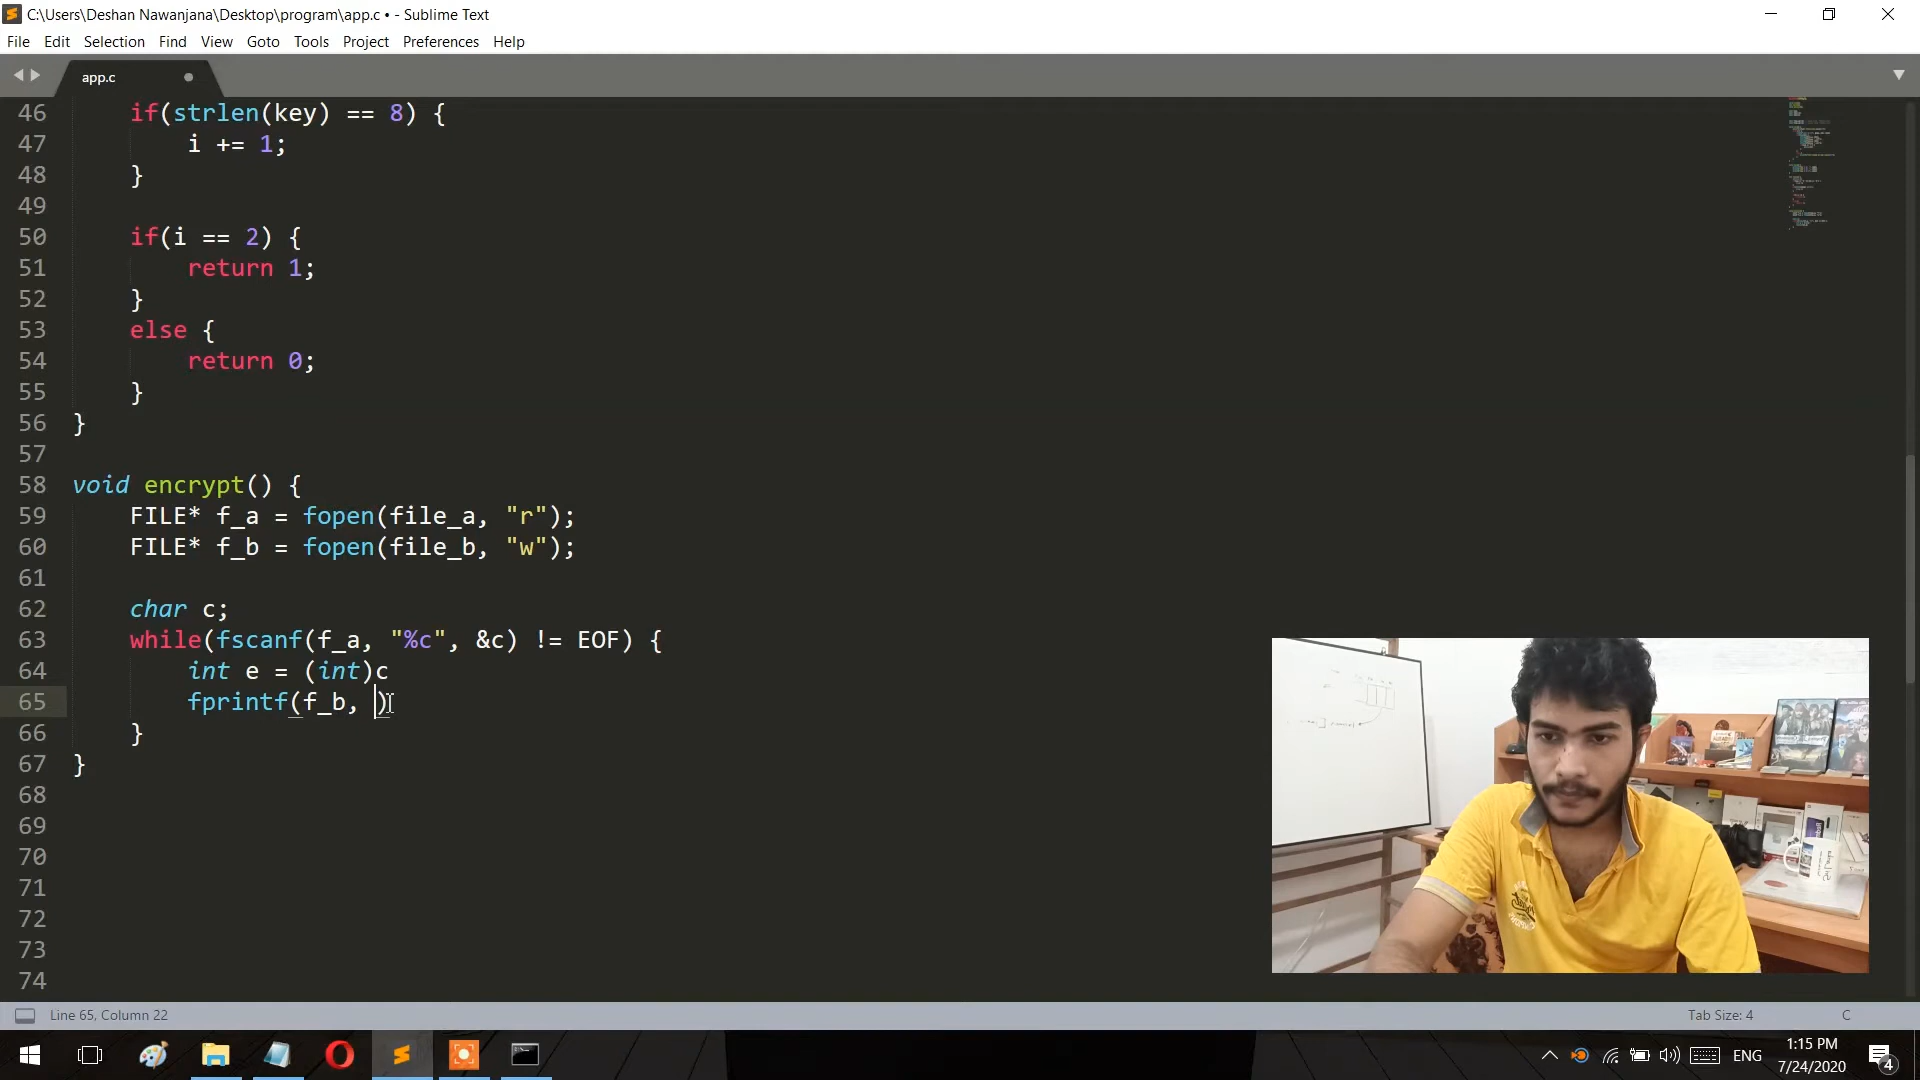 C:\Users\Deshan Nawanjana\Desktop\program\app.c • - Sublime Text
File Edit Selection Find View Goto Tools Project Preferences Help
app.c
46 if(strlen(key) == 8) {
47 i += 1;
48 }
49
50 if(i == 2) {
51 return 1;
52 }
53 else {
54 return 0;
55 }
56 }
57
58 void encrypt() {
59 FILE* f_a = fopen(file_a, "r");
60 FILE* f_b = fopen(file_b, "w");
61
62 char c;
63 while(fscanf(f_a, "%c", &c) != EOF) {
64 int e = (int)c
65 fprintf(f_b, )
66 }
67 }
68
69
70
71
72
73
74
Line 65, Column 22
Tab Size: 4
C
ENG
1:15 PM
7/24/2020
4